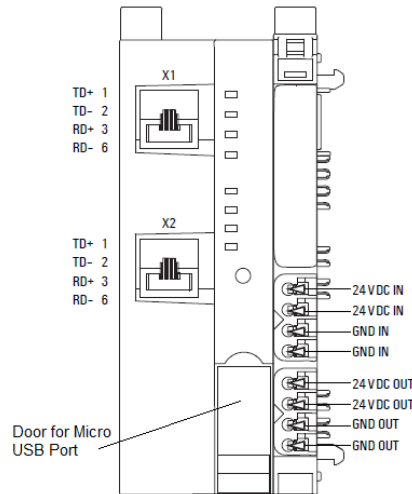 X1
TD+ 1
TD- 2
RD+ 3
RD- 6
X2
TD+ 1
TD- 2
RD+ 3
RD- 6
24 VDC IN
24 VDC IN
GND IN
GND IN
24 VDC OUT
24 VDC OUT
GND OUT
GND OUT
Door for Micro
USB Port